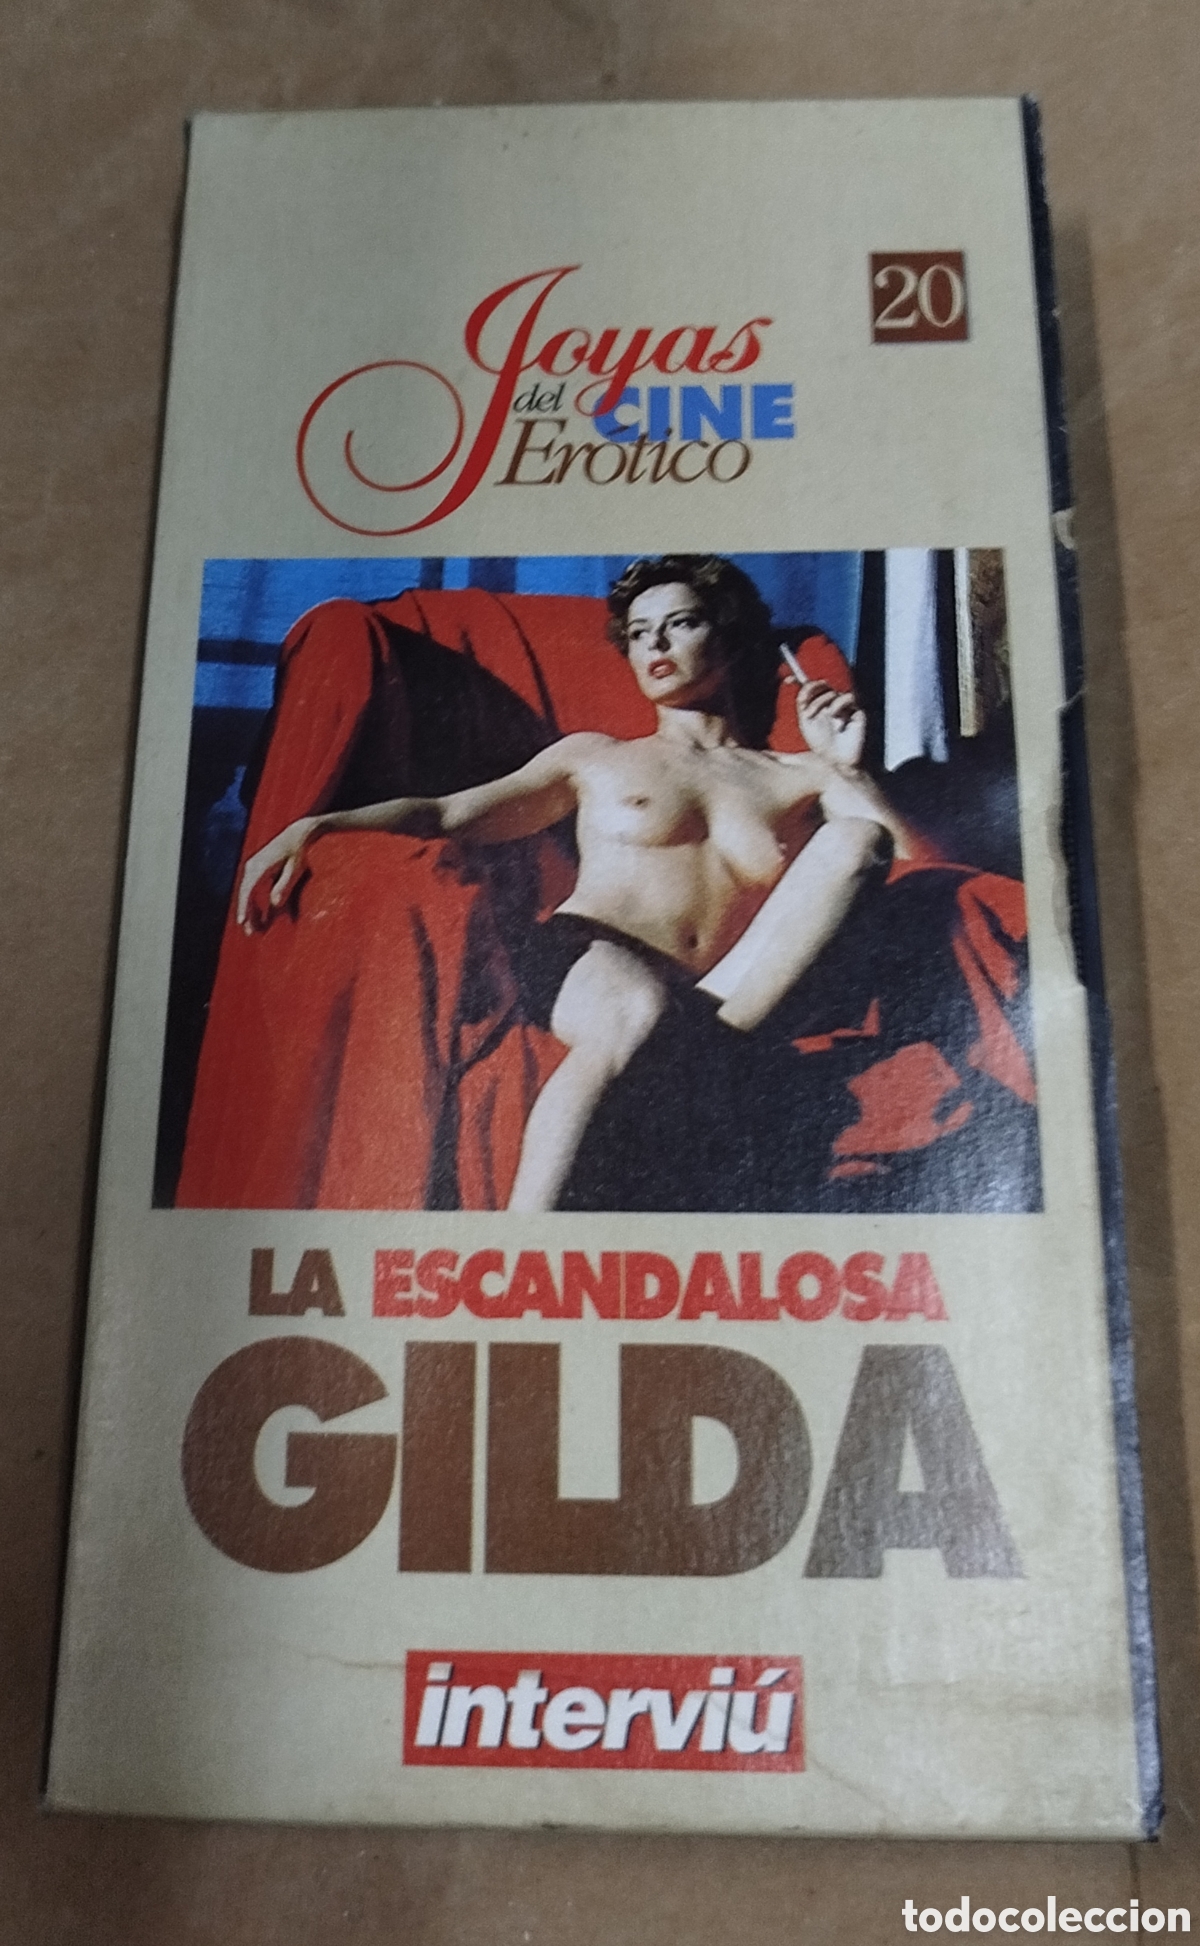 20
Joyas
del CINE
Erótico
LA ESCANDALOSA
GILDA
interviú
todocoleccion